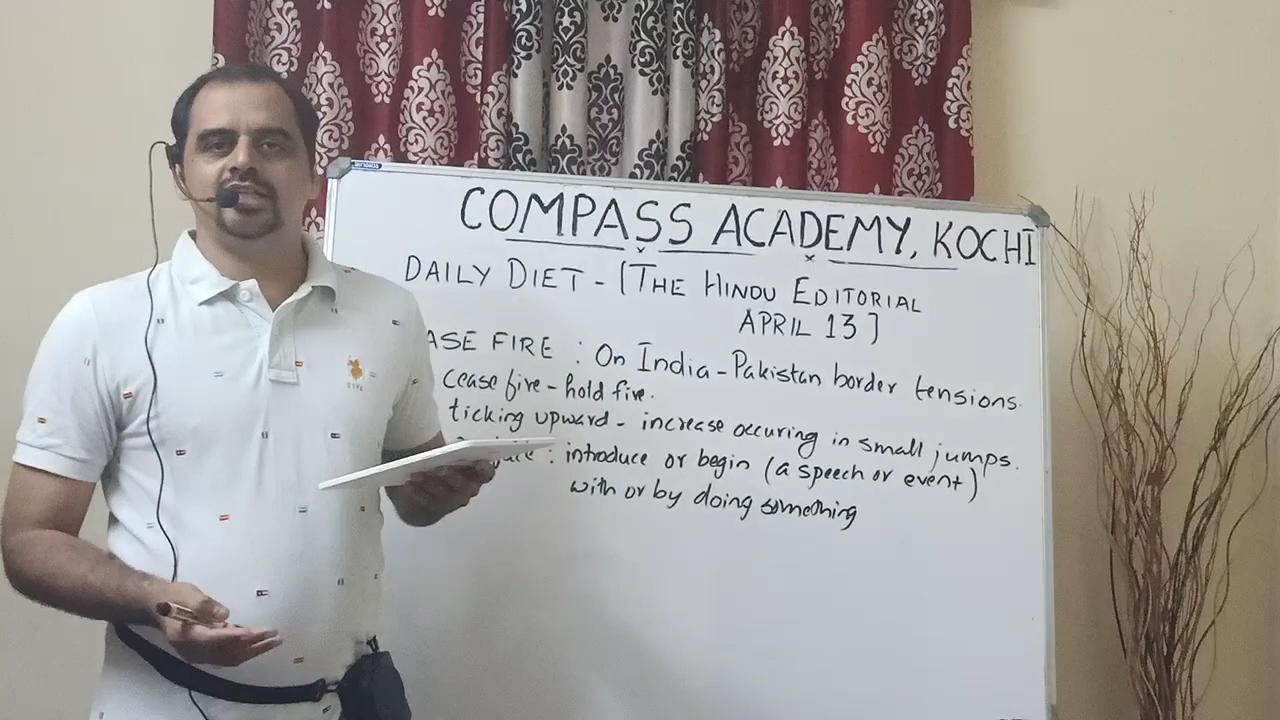 COMPASS ACADEMY, KOCHI
DAILY DIET - [THE HINDU EDITORIAL
APRIL 13]
ASE FIRE : On India-Pakistan border tensions.
Cease fire - hold fire.
ticking upward - increase occuring in small jumps.
: introduce or begin (a speech or event)
with or by doing something